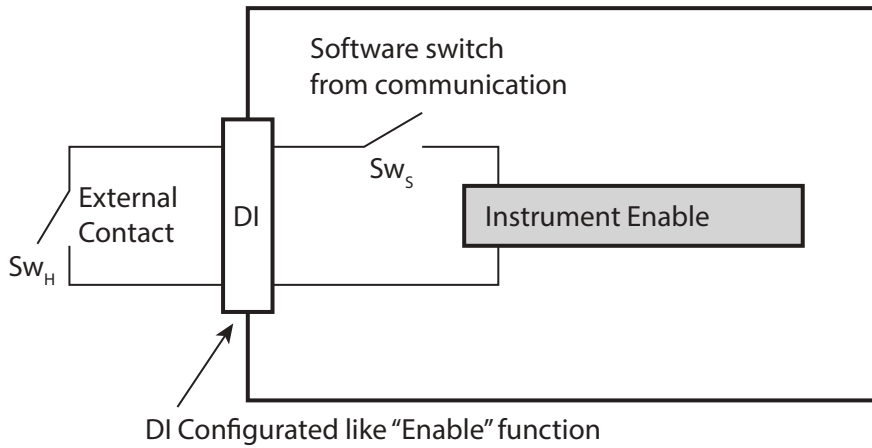 Software switch
from communication
Sw_S
External
Contact
DI
Instrument Enable
Sw_H
DI Configurated like “Enable” function